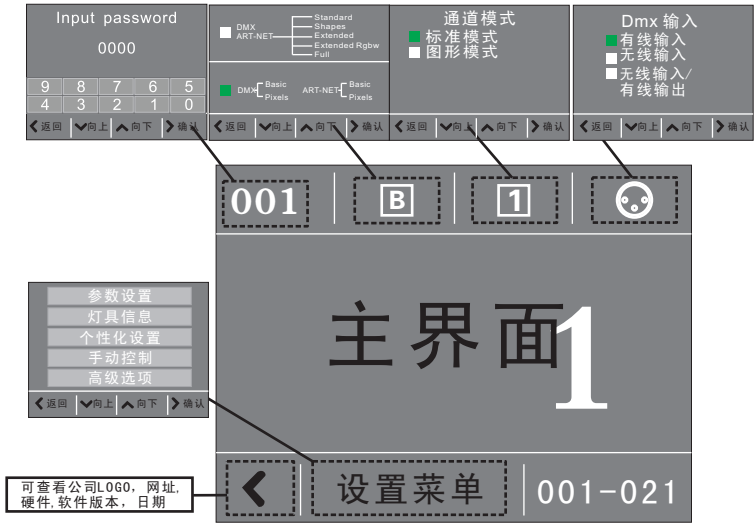 Input password
0000
9 8 7 6 5
4 3 2 1 0
返回 向上 向下 确认
DMX
ART-NET
Standard
Shapes
Extended
Extended Rgbw
Full
DMX
Basic
Pixels
ART-NET
Basic
Pixels
返回 向上 向下 确认
通道模式
标准模式
图形模式
返回 向上 向下 确认
Dmx 输入
有线输入
无线输入
无线输入/
有线输出
返回 向上 向下 确认
001
B
1
主界面
1
参数设置
灯具信息
个性化设置
手动控制
高级选项
返回 向上 向下 确认
可查看公司LOGO，网址,
硬件,软件版本，日期
设置菜单
001-021